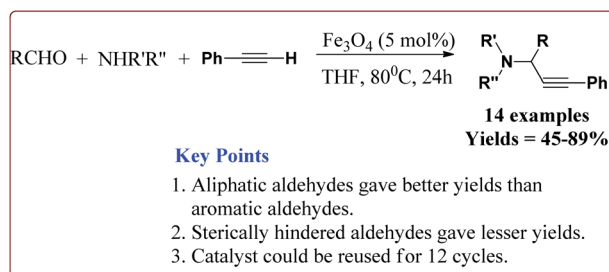 RCHO + NHR'R" + Ph H
Fe3O4 (5 mol%)
THF, 80⁰C, 24h
R' R
N
R" Ph
14 examples
Yields = 45-89%
Key Points
1. Aliphatic aldehydes gave better yields than
aromatic aldehydes.
2. Sterically hindered aldehydes gave lesser yields.
3. Catalyst could be reused for 12 cycles.